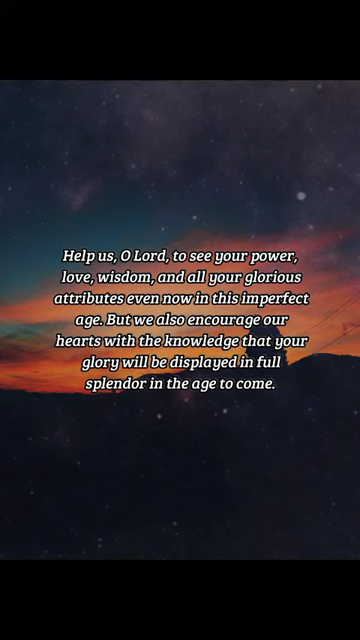 Help us, O Lord, to see your power,
love, wisdom, and all your glorious
attributes even now in this imperfect
age. But we also encourage our
hearts with the knowledge that your
glory will be displayed in full
splendor in the age to come.